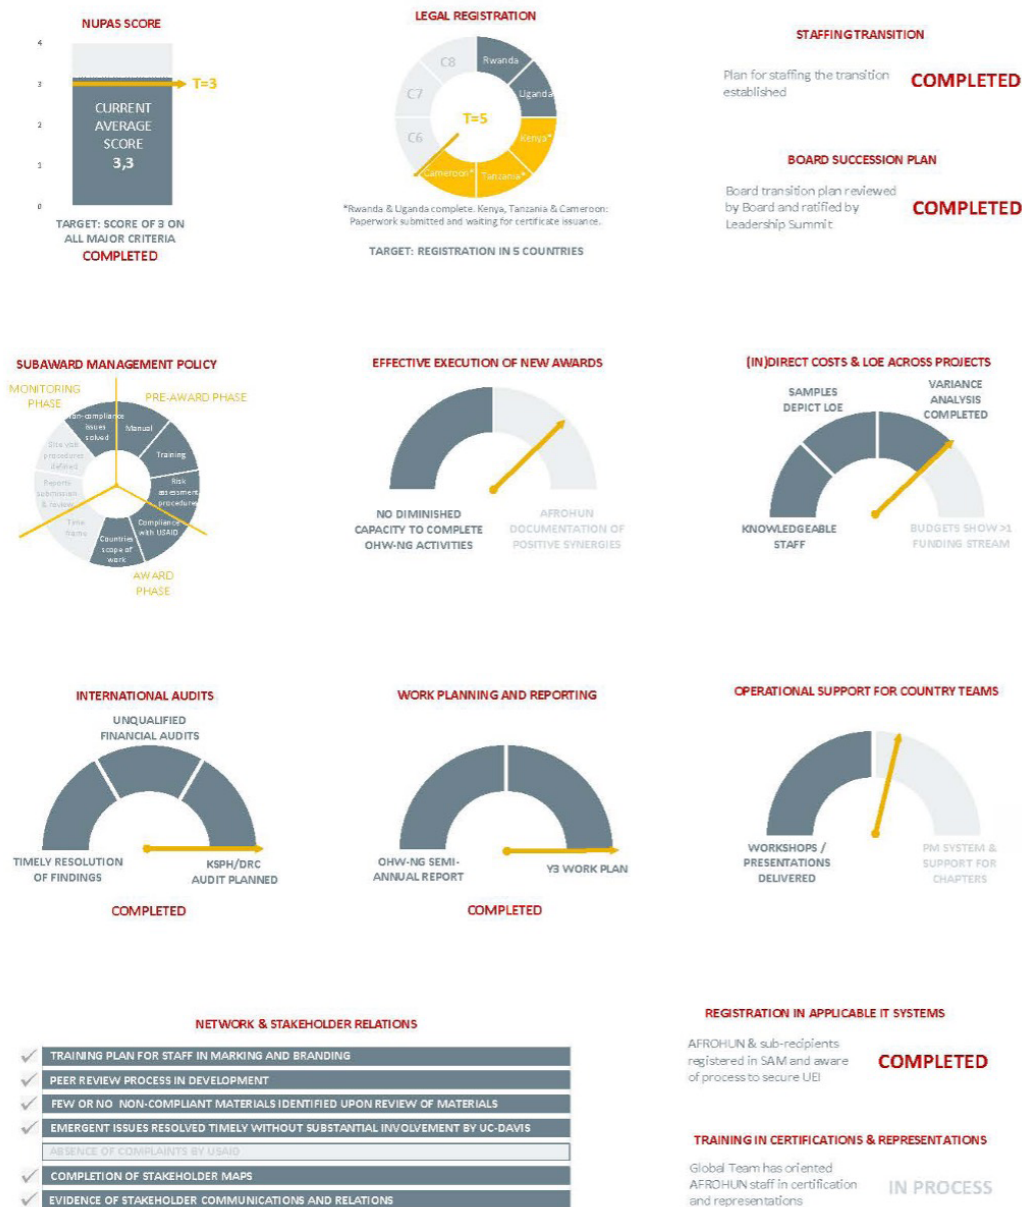 NUPAS SCORE
4
3
2
1
0
T=3
CURRENT
AVERAGE
SCORE
3,3
TARGET: SCORE OF 3 ON
ALL MAJOR CRITERIA
COMPLETED
LEGAL REGISTRATION
C8
Rwanda
C7
Uganda
T=5
C6
Kenya*
Cameroon*
Tanzania*
*Rwanda & Uganda complete. Kenya, Tanzania & Cameroon:
Paperwork submitted and waiting for certificate issuance.
TARGET: REGISTRATION IN 5 COUNTRIES
STAFFING TRANSITION
Plan for staffing the transition
established
COMPLETED
BOARD SUCCESSION PLAN
Board transition plan reviewed
by Board and ratified by
Leadership Summit
COMPLETED
SUBAWARD MANAGEMENT POLICY
MONITORING
PHASE
PRE-AWARD PHASE
Non-compliance
issues
solved
Manual
Training
Risk
assessment
procedures
Compliance
with USAID
Countries
scope of
work
Time
frame
Reports
submission
& review
Site visit
procedures
defined
AWARD
PHASE
EFFECTIVE EXECUTION OF NEW AWARDS
NO DIMINISHED
CAPACITY TO COMPLETE
OHW-NG ACTIVITIES
AFROHUN
DOCUMENTATION OF
POSITIVE SYNERGIES
(IN)DIRECT COSTS & LOE ACROSS PROJECTS
SAMPLES
DEPICT LOE
VARIANCE
ANALYSIS
COMPLETED
KNOWLEDGEABLE
STAFF
BUDGETS SHOW >1
FUNDING STREAM
INTERNATIONAL AUDITS
UNQUALIFIED
FINANCIAL AUDITS
TIMELY RESOLUTION
OF FINDINGS
KSPH/DRC
AUDIT PLANNED
COMPLETED
WORK PLANNING AND REPORTING
OHW-NG SEMI-
ANNUAL REPORT
Y3 WORK PLAN
COMPLETED
OPERATIONAL SUPPORT FOR COUNTRY TEAMS
WORKSHOPS /
PRESENTATIONS
DELIVERED
PM SYSTEM &
SUPPORT FOR
CHAPTERS
NETWORK & STAKEHOLDER RELATIONS
TRAINING PLAN FOR STAFF IN MARKING AND BRANDING
PEER REVIEW PROCESS IN DEVELOPMENT
FEW OR NO NON-COMPLIANT MATERIALS IDENTIFIED UPON REVIEW OF MATERIALS
EMERGENT ISSUES RESOLVED TIMELY WITHOUT SUBSTANTIAL INVOLVEMENT BY UC-DAVIS
ABSENCE OF COMPLAINTS BY USAID
COMPLETION OF STAKEHOLDER MAPS
EVIDENCE OF STAKEHOLDER COMMUNICATIONS AND RELATIONS
REGISTRATION IN APPLICABLE IT SYSTEMS
AFROHUN & sub-recipients
registered in SAM and aware
of process to secure UEI
COMPLETED
TRAINING IN CERTIFICATIONS & REPRESENTATIONS
Global Team has oriented
AFROHUN staff in certification
and representations
IN PROCESS